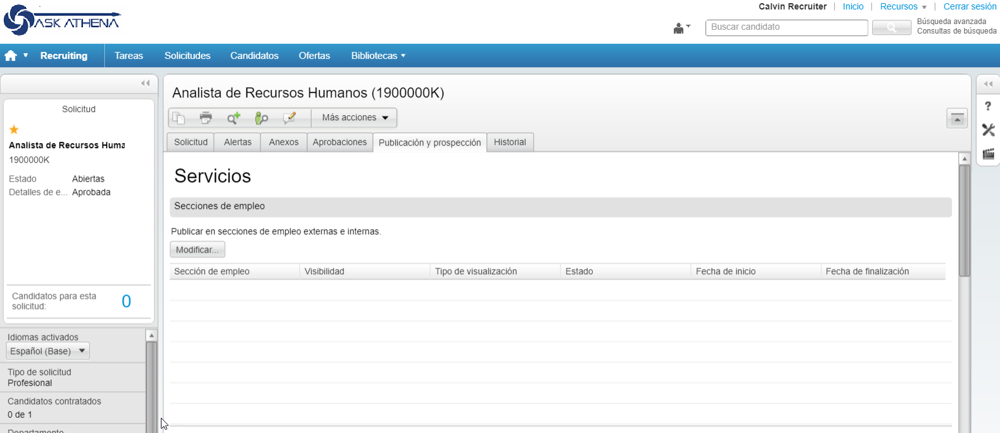 ASK ATHENA
Calvin Recruiter | Inicio | Recursos | Cerrar sesión
Buscar candidato
Búsqueda avanzada
Consultas de búsqueda
Recruiting
Tareas
Solicitudes
Candidatos
Ofertas
Bibliotecas
Solicitud
Analista de Recursos Huma
1900000K
Estado Abiertas
Detalles de e... Aprobada
Candidatos para esta
solicitud:
0
Idiomas activados
Español (Base)
Tipo de solicitud
Profesional
Candidatos contratados
0 de 1
Departamento
Analista de Recursos Humanos (1900000K)
Más acciones
Solicitud
Alertas
Anexos
Aprobaciones
Publicación y prospección
Historial
Servicios
Secciones de empleo
Publicar en secciones de empleo externas e internas.
Modificar...
Sección de empleo
Visibilidad
Tipo de visualización
Estado
Fecha de inicio
Fecha de finalización
?